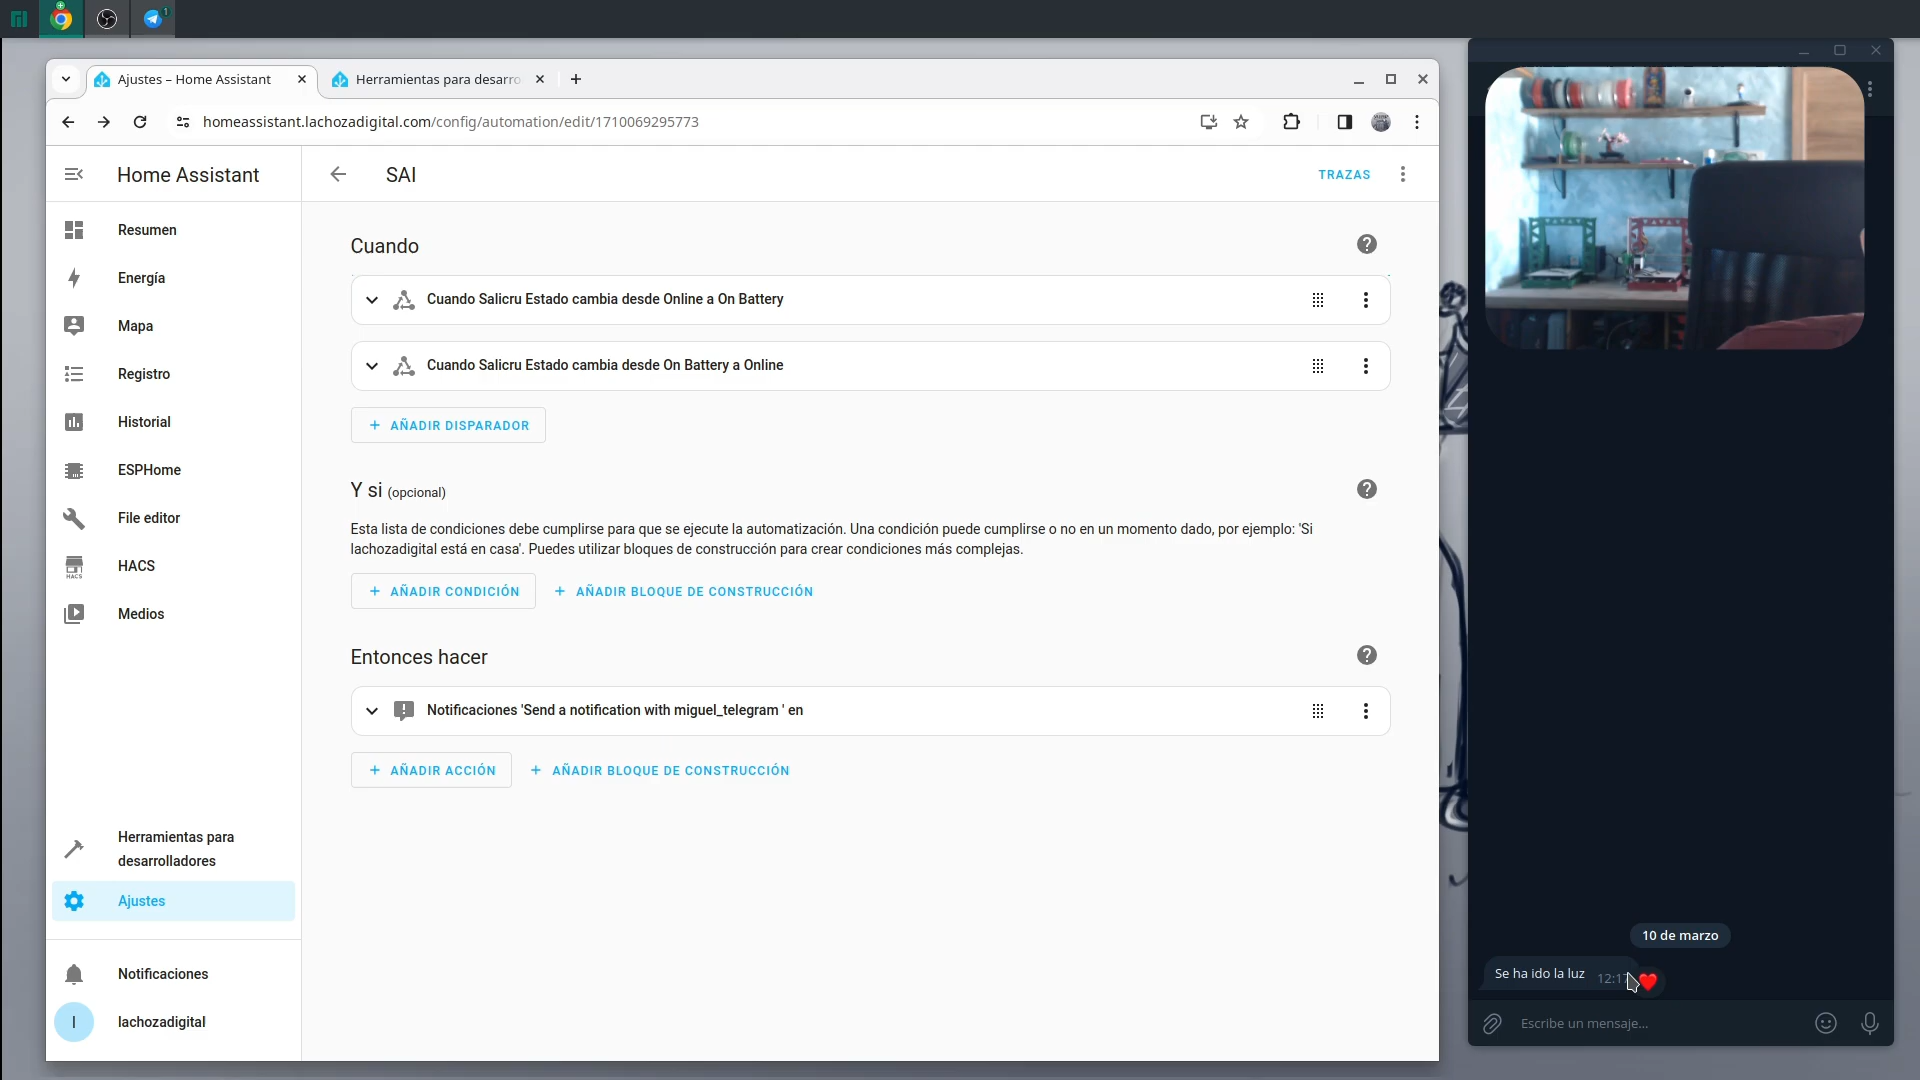 1
Ajustes – Home Assistant
Herramientas para desarro
homeassistant.lachozadigital.com/config/automation/edit/1710069295773
Home Assistant
SAI
TRAZAS
Resumen
Energía
Mapa
Registro
Historial
ESPHome
File editor
HACS
HACS
Medios
Herramientas para
desarrolladores
Ajustes
Notificaciones
l
lachozadigital
Cuando
Cuando Salicru Estado cambia desde Online a On Battery
Cuando Salicru Estado cambia desde On Battery a Online
+ AÑADIR DISPARADOR
Y si (opcional)
Esta lista de condiciones debe cumplirse para que se ejecute la automatización. Una condición puede cumplirse o no en un momento dado, por ejemplo: 'Si
lachozadigital está en casa'. Puedes utilizar bloques de construcción para crear condiciones más complejas.
+ AÑADIR CONDICIÓN + AÑADIR BLOQUE DE CONSTRUCCIÓN
Entonces hacer
Notificaciones 'Send a notification with miguel_telegram ' en
+ AÑADIR ACCIÓN + AÑADIR BLOQUE DE CONSTRUCCIÓN
10 de marzo
Se ha ido la luz
Escribe un mensaje...